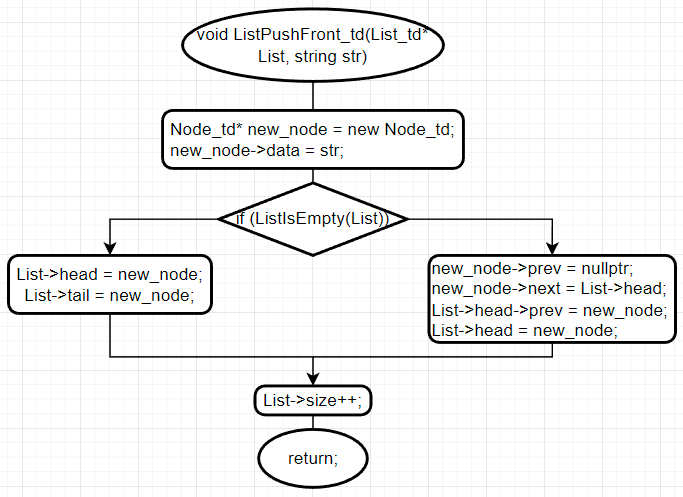 void ListPushFront_td(List_td*
List, string str)
Node_td* new_node = new Node_td;
new_node->data = str;
if (ListIsEmpty(List))
List->head = new_node;
List->tail = new_node;
new_node->prev = nullptr;
new_node->next = List->head;
List->head->prev = new_node;
List->head = new_node;
List->size++;
return;